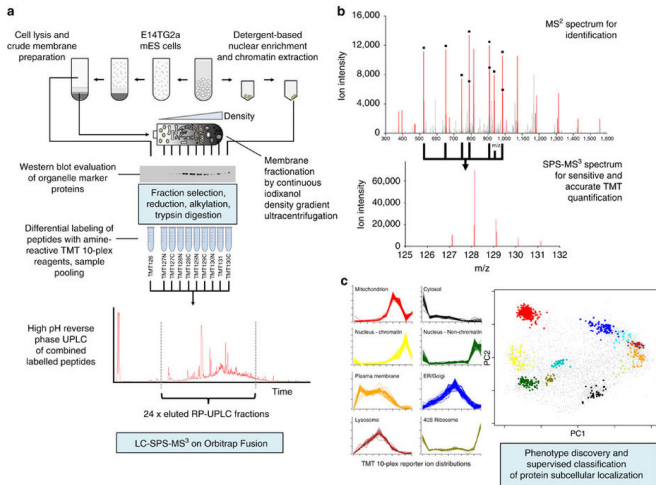 a
Cell lysis and
crude membrane
preparation
E14TG2a
mES cells
Detergent-based
nuclear enrichment
and chromatin extraction
Density
Western blot evaluation
of organelle marker
proteins
Membrane
fractionation
by continuous
iodixanol
density gradient
ultracentrifugation
Fraction selection,
reduction, alkylation,
trypsin digestion
Differential labeling of
peptides with amine-
reactive TMT 10-plex
reagents, sample
pooling
TMT126
TMT127N
TMT127C
TMT128N
TMT128C
TMT129N
TMT129C
TMT130N
TMT131
TMT130C
High pH reverse
phase UPLC
of combined
labelled peptides
Time
24 x eluted RP-UPLC fractions
LC-SPS-MS³ on Orbitrap Fusion
b
MS² spectrum for
identification
Ion intensity
16,000
12,000
8,000
4,000
0
300 400 500 600 700 800 900 1,000 1,100 1,200 1,300 1,400 1,500 1,600
m/z
SPS-MS³ spectrum
for sensitive and
accurate TMT
quantification
Ion intensity
60,000
40,000
20,000
0
125 126 127 128 129 130 131 132
m/z
c
Mitochondrion
Cytosol
Nucleus - chromatin
Nucleus - Non-chromatin
Plasma membrane
ER/Golgi
Lysosome
40S Ribosome
TMT 10-plex reporter ion distributions
PC2
PC1
Phenotype discovery and
supervised classification
of protein subcellular localization